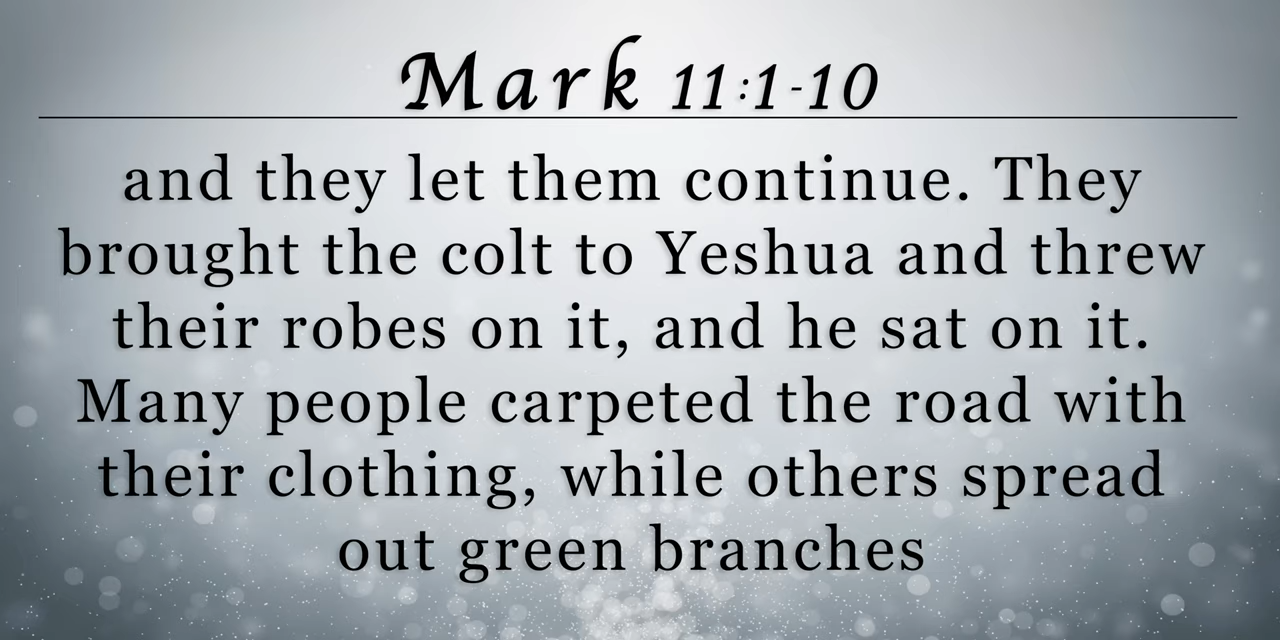 Mark 11:1-10
and they let them continue. They
brought the colt to Yeshua and threw
their robes on it, and he sat on it.
Many people carpeted the road with
their clothing, while others spread
out green branches